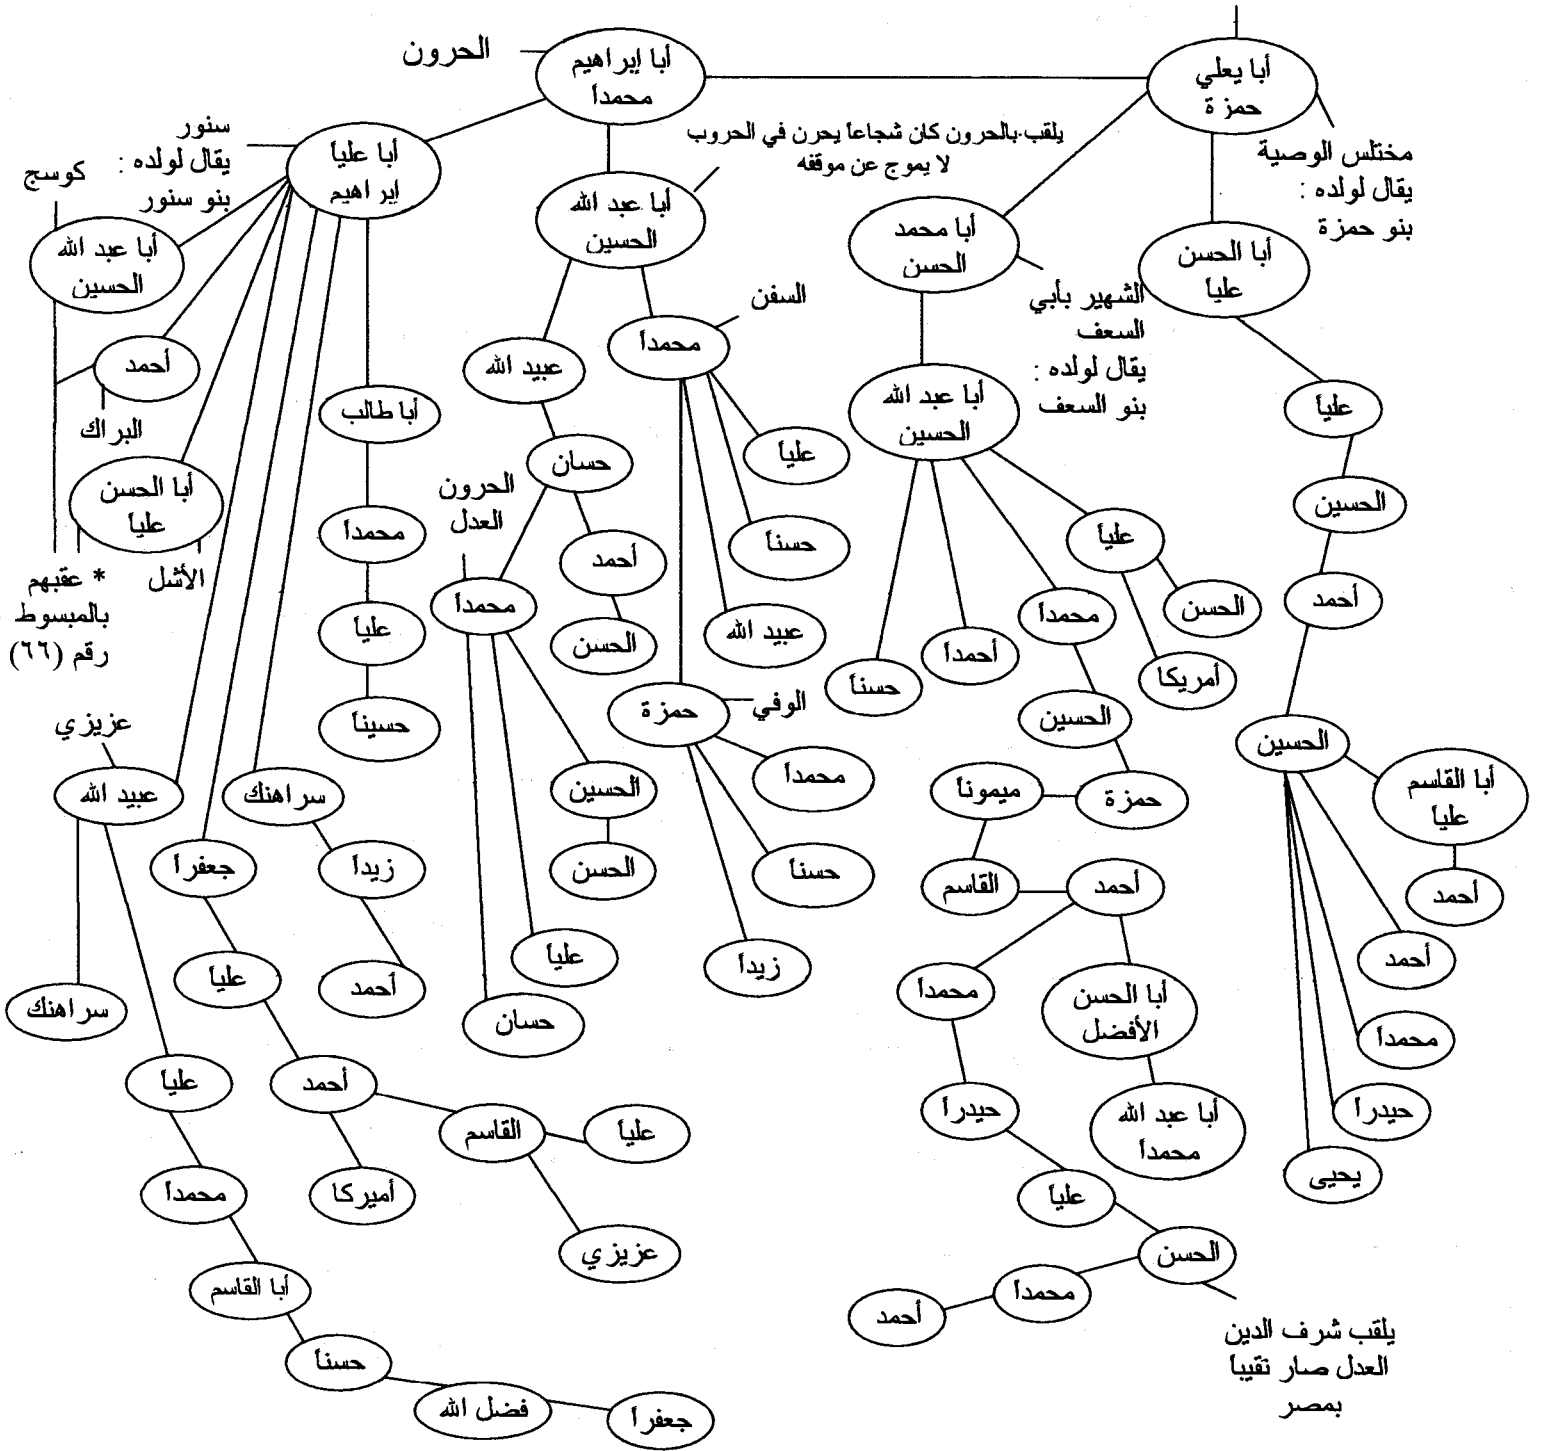 أبا يعلي
حمزة
مختلس الوصية
يقال لولده :
بنو حمزة
أبا إبراهيم
محمداً
الحرون
أبا علياً
إبراهيم
سنور
يقال لولده :
بنو سنور
كوسج
أبا عبد الله
الحسين
يلقب بالحرون كان شجاعاً يحرن في الحروب
لا يموج عن موقفه
أبا عبد الله
الحسين
أبا محمد
الحسن
الشهير بأبي
السعف
يقال لولده :
بنو السعف
أبا الحسن
علياً
علياً
الحسين
أحمد
الحسين
أبا القاسم
علياً
أحمد
أحمد
محمداً
حيدراً
يحيى
أبا عبد الله
الحسين
علياً
الحسن
أمريكا
محمداً
أحمداً
حسناً
الحسين
حمزة
ميموناً
القاسم
أحمد
أبا الحسن
الأفضل
أبا عبد الله
محمداً
محمداً
حيدراً
علياً
الحسن
محمداً
أحمد
يلقب شرف الدين
العدل صار نقيباً
بمصر
السفن
محمداً
علياً
حسناً
عبيد الله
حمزة
الوفي
محمداً
حسناً
زيداً
عبيد الله
حسان
أحمد
الحسن
الحرون
العدل
محمداً
الحسين
الحسن
علياً
حسان
أحمد
البراك
أبا الحسن
علياً
الأشل
* عقبهم
بالمبسوط
رقم (٦٦)
أبا طالب
محمداً
علياً
حسيناً
سراهنك
زيداً
أحمد
جعفراً
علياً
أحمد
أميركا
القاسم
علياً
عزيزي
عزيزي
عبيد الله
سراهنك
علياً
محمداً
أبا القاسم
حسناً
فضل الله
جعفراً